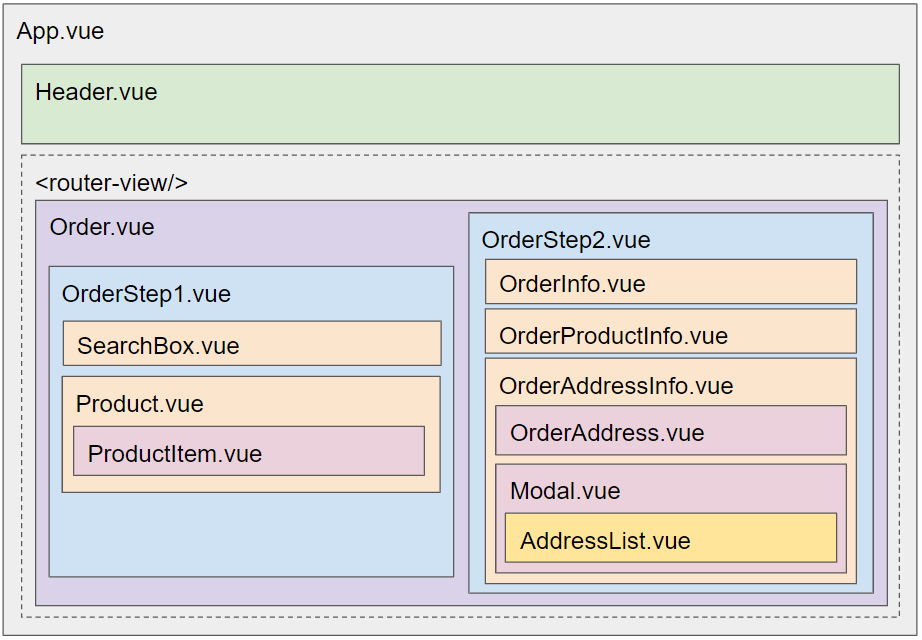 App.vue
Header.vue
<router-view/>
Order.vue
OrderStep1.vue
SearchBox.vue
Product.vue
ProductItem.vue
OrderStep2.vue
OrderInfo.vue
OrderProductInfo.vue
OrderAddressInfo.vue
OrderAddress.vue
Modal.vue
AddressList.vue